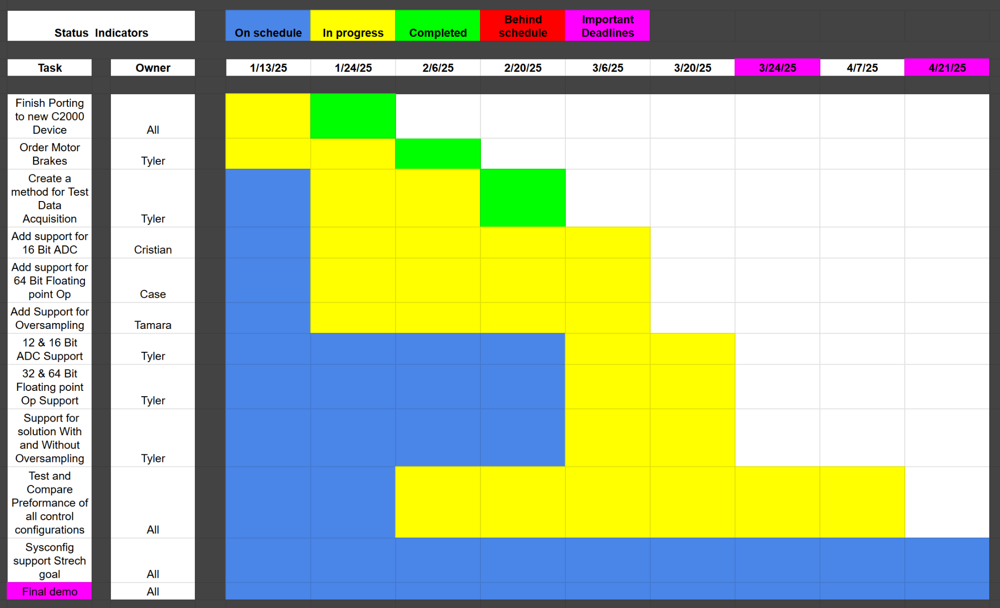 Status  Indicators
On schedule
In progress
Completed
Behind
schedule
Important
Deadlines
Task
Owner
1/13/25
1/24/25
2/6/25
2/20/25
3/6/25
3/20/25
3/24/25
4/7/25
4/21/25
Finish Porting
to new C2000
Device
All
Order Motor
Brakes
Tyler
Create a
method for Test
Data
Acquisition
Tyler
Add support for
16 Bit ADC
Cristian
Add support for
64 Bit Floating
point Op
Case
Add Support for
Oversampling
Tamara
12 & 16 Bit
ADC Support
Tyler
32 & 64 Bit
Floating point
Op Support
Tyler
Support for
solution With
and Without
Oversampling
Tyler
Test and
Compare
Preformance of
all control
configurations
All
Sysconfig
support Strech
goal
All
Final demo
All